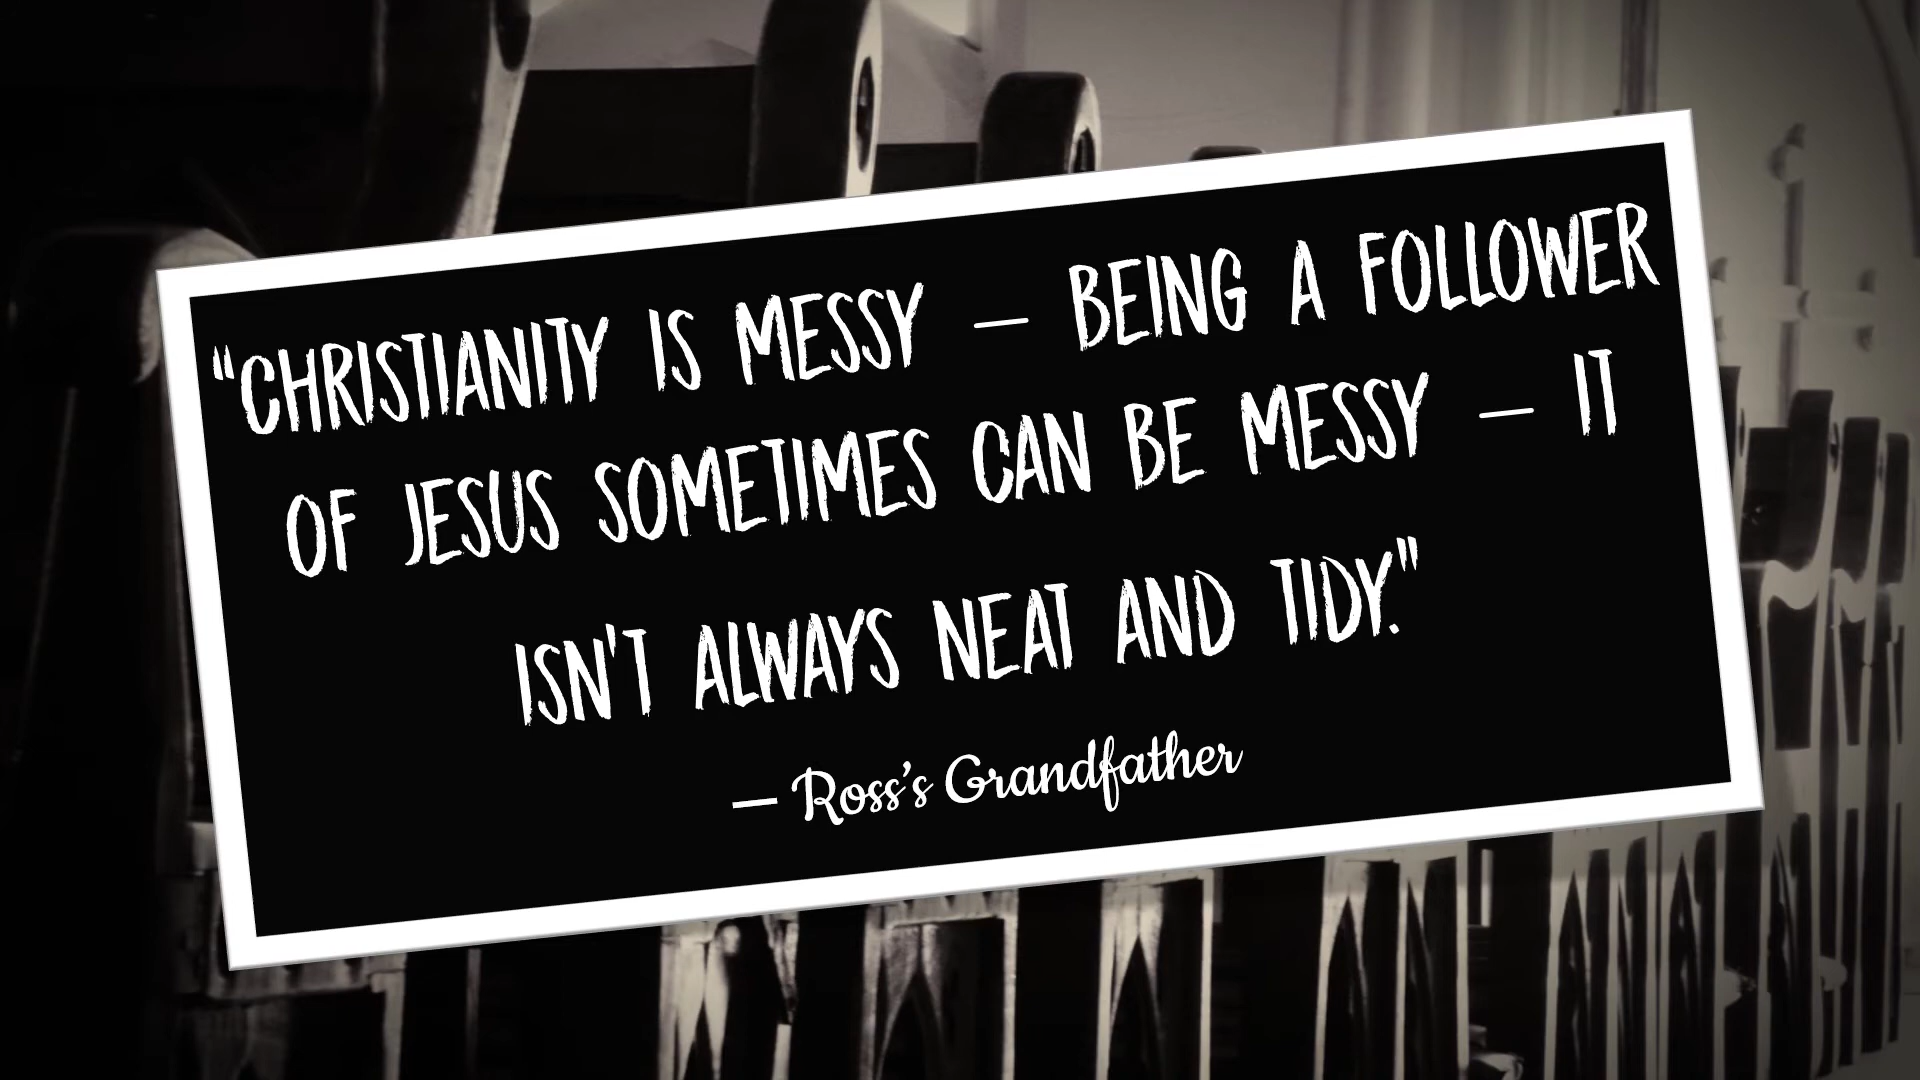 “CHRISTIANITY IS MESSY – BEING A FOLLOWER
OF JESUS SOMETIMES CAN BE MESSY – IT
ISN'T ALWAYS NEAT AND TIDY."
– Ross’s Grandfather